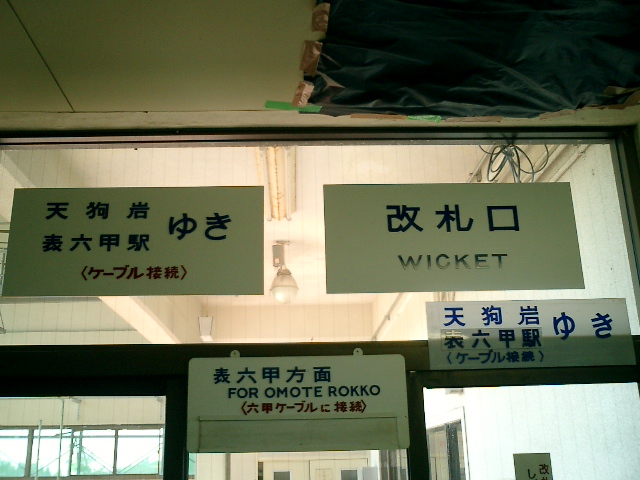 天狗岩
表六甲駅 ゆき
〈ケーブル接続〉
改札口
WICKET
天狗岩
表六甲駅 ゆき
〈ケーブル接続〉
表六甲方面
FOR OMOTE ROKKO
〈六甲ケーブルに接続〉